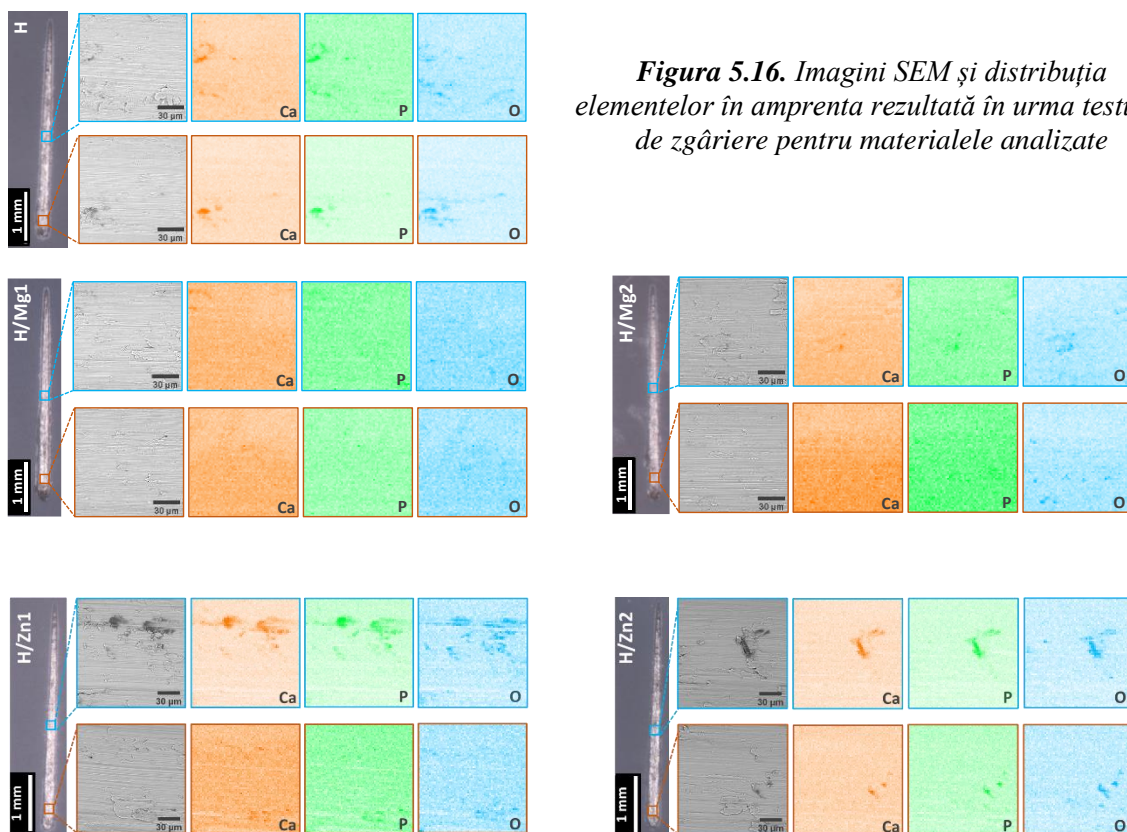 H
30 µm
Ca
P
O
Figura 5.16. Imagini SEM și distribuția
elementelor în amprenta rezultată în urma testu
de zgâriere pentru materialele analizate
1 mm
30 µm
Ca
P
O
H/Mg1
30 µm
Ca
P
O
1 mm
30 µm
Ca
P
O
H/Mg2
30 µm
Ca
P
O
1 mm
30 µm
Ca
P
O
H/Zn1
30 µm
Ca
P
O
1 mm
30 µm
Ca
P
O
H/Zn2
30 µm
Ca
P
O
1 mm
30 µm
Ca
P
O